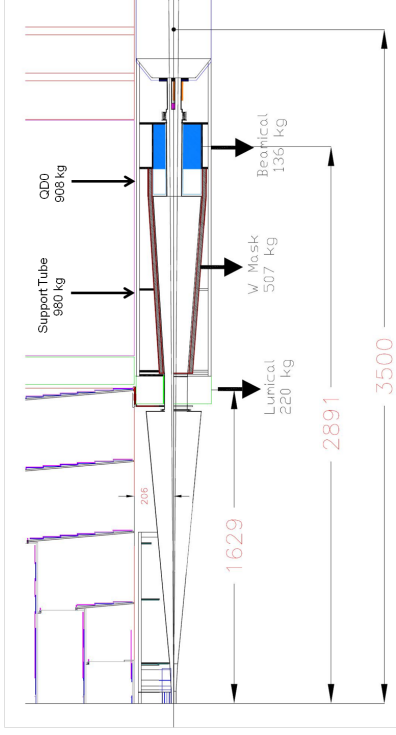 QD0
908 kg
Support Tube
980 kg
Beamical
136 kg
W Mask
507 kg
Lumical
220 kg
206
1629
2891
3500